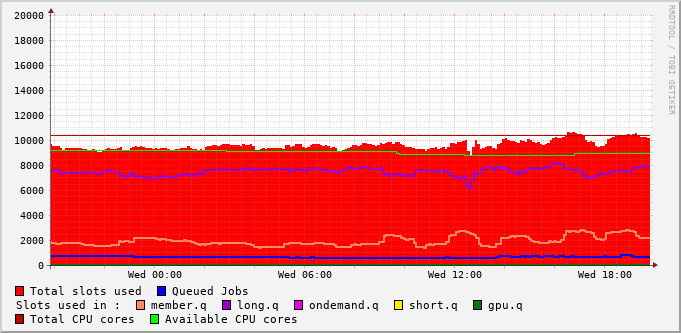 20000
18000
16000
14000
12000
10000
8000
6000
4000
2000
0
Wed 00:00 Wed 06:00 Wed 12:00 Wed 18:00
RRDTOOL / TOBI OETIKER
Total slots used Queued Jobs
Slots used in : member.q long.q ondemand.q short.q gpu.q
Total CPU cores Available CPU cores